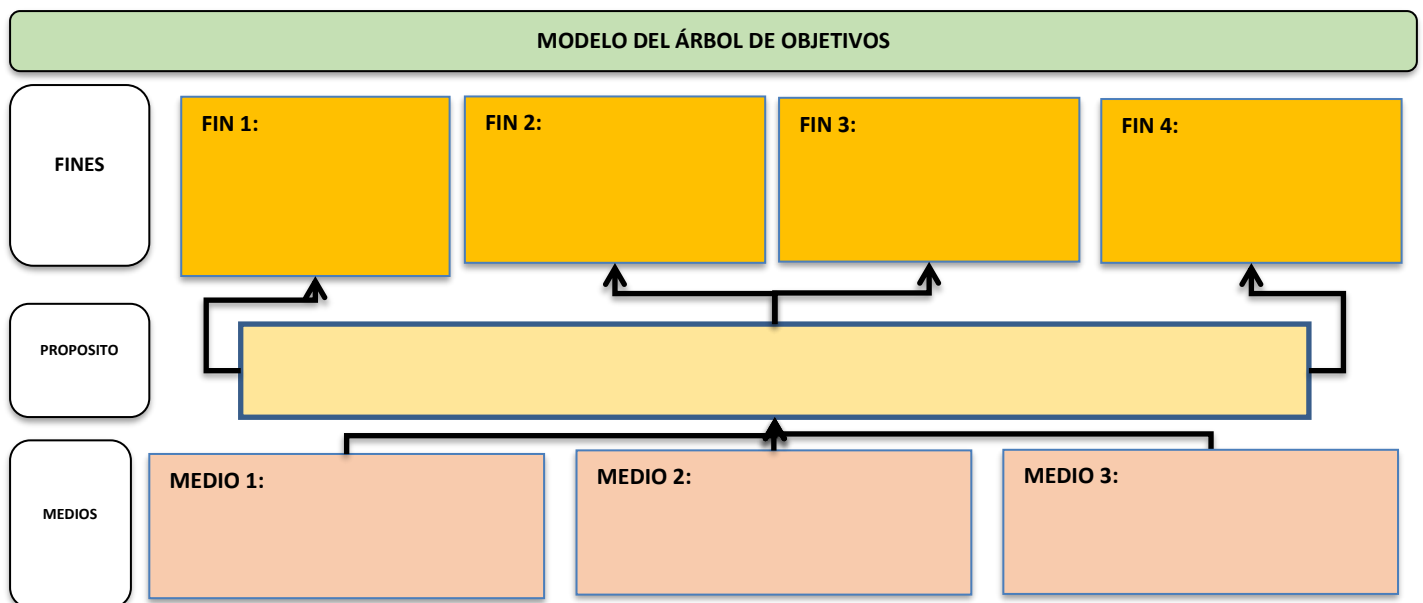 MODELO DEL ÁRBOL DE OBJETIVOS
FINES
FIN 1:
FIN 2:
FIN 3:
FIN 4:
PROPOSITO
MEDIOS
MEDIO 1:
MEDIO 2:
MEDIO 3: